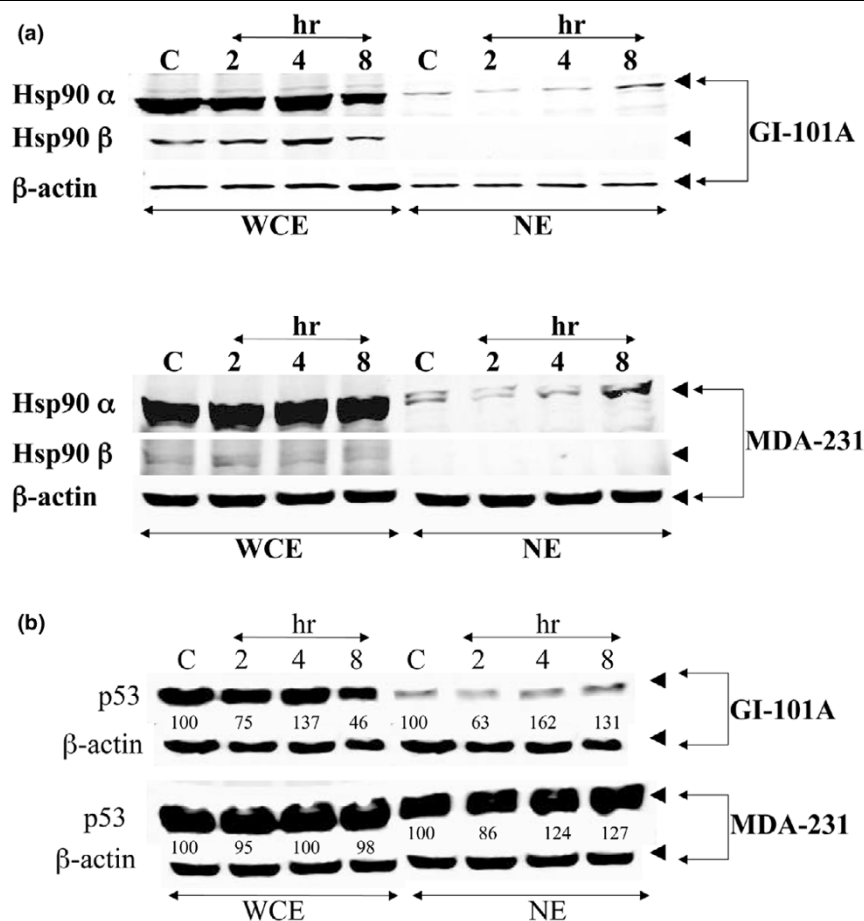 (a)
hr hr
C 2 4 8 C 2 4 8
Hsp90 α
Hsp90 β
GI-101A
β-actin
WCE NE
hr hr
C 2 4 8 C 2 4 8
Hsp90 α
MDA-231
Hsp90 β
β-actin
WCE NE
(b)
hr hr
C 2 4 8 C 2 4 8
p53
GI-101A
100 75 137 46 100 63 162 131
β-actin
p53
MDA-231
100 95 100 98 100 86 124 127
β-actin
WCE NE